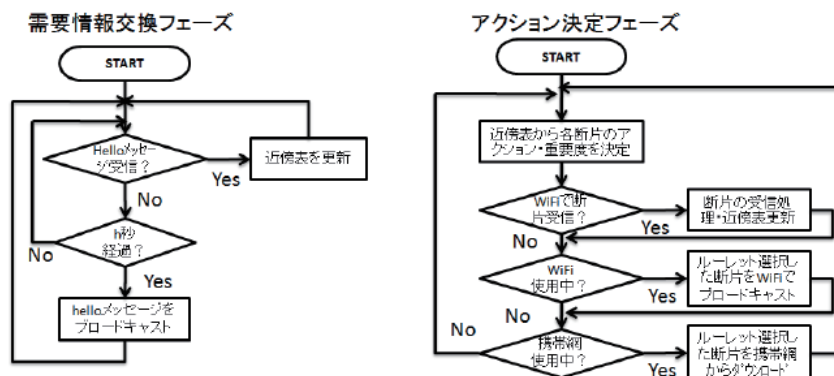 需要情報交換フェーズ
START
Helloメッセー
ジ受信？
Yes
近傍表を更新
No
h秒
経過？
No
Yes
helloメッセージを
ブロードキャスト
アクション決定フェーズ
START
近傍表から各断片のア
クション・重要度を決定
WiFiで断
片受信？
Yes
断片の受信処
理・近傍表更新
No
WiFi
使用中？
Yes
ルーレット選択し
た断片をWiFiで
ブロードキャスト
No
No
携帯網
使用中？
Yes
ルーレット選択し
た断片を携帯網
からダウンロード